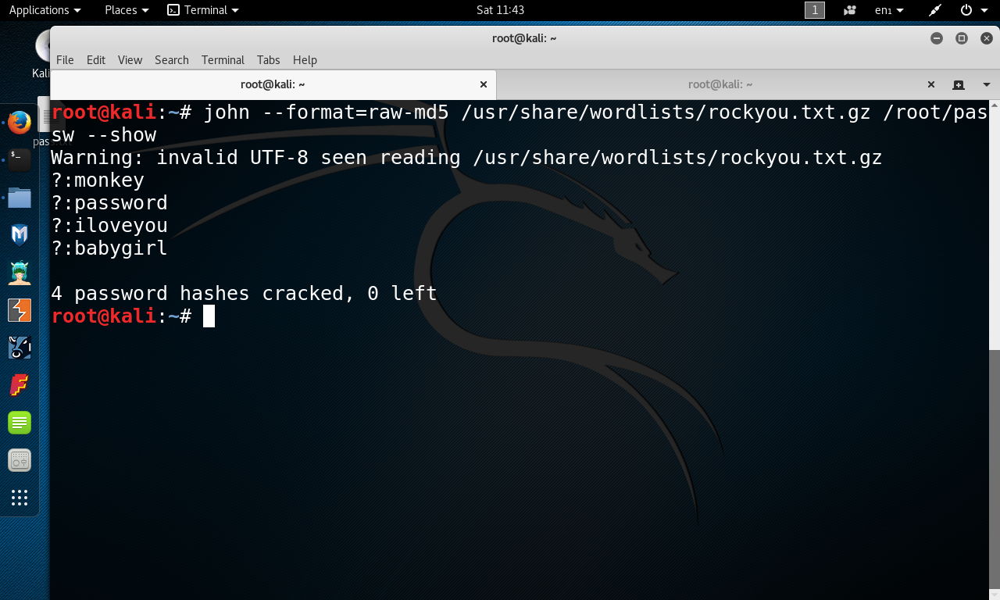 Applications Places Terminal Sat 11:43 1 en₁
root@kali: ~
File Edit View Search Terminal Tabs Help
root@kali: ~ root@kali: ~
Kali
root@kali:~# john --format=raw-md5 /usr/share/wordlists/rockyou.txt.gz /root/pas
sw --show
Warning: invalid UTF-8 seen reading /usr/share/wordlists/rockyou.txt.gz
?:monkey
?:password
?:iloveyou
?:babygirl
4 password hashes cracked, 0 left
root@kali:~#